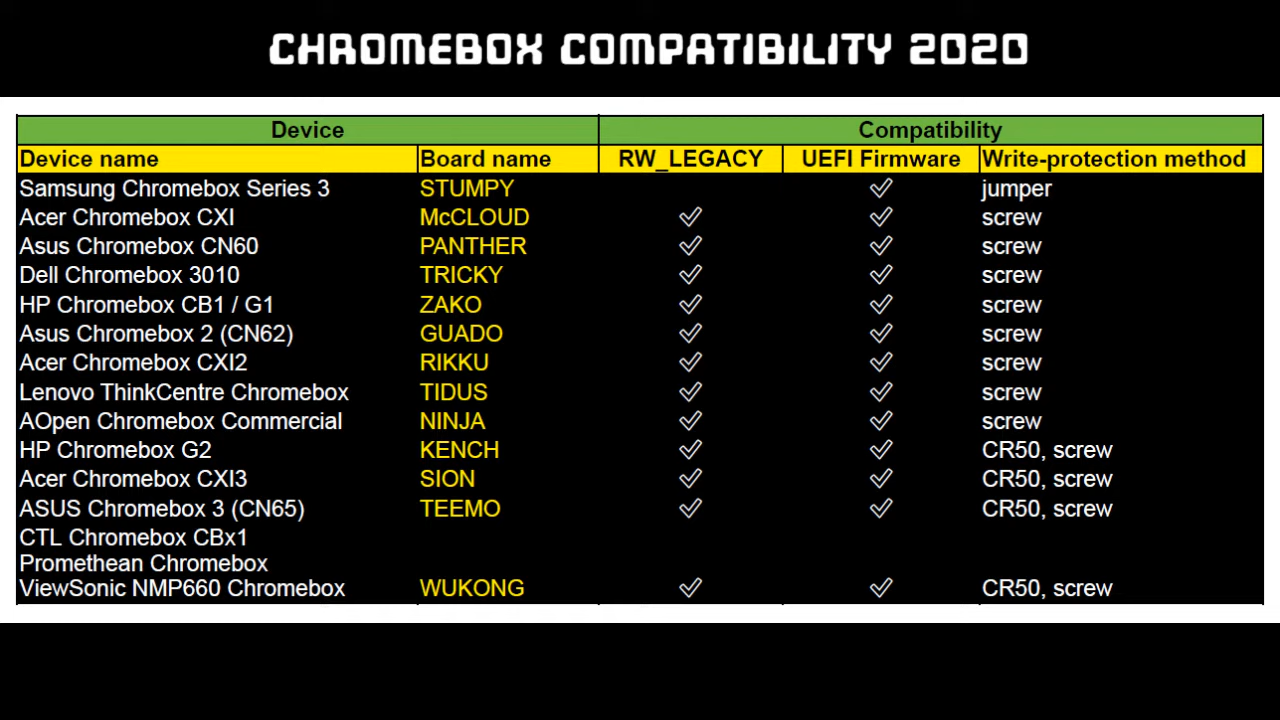 CHROMEBOX COMPATIBILITY 2020
Device Compatibility
Device name Board name RW_LEGACY UEFI Firmware Write-protection method
Samsung Chromebox Series 3 STUMPY ✓ jumper
Acer Chromebox CXI McCLOUD ✓ ✓ screw
Asus Chromebox CN60 PANTHER ✓ ✓ screw
Dell Chromebox 3010 TRICKY ✓ ✓ screw
HP Chromebox CB1 / G1 ZAKO ✓ ✓ screw
Asus Chromebox 2 (CN62) GUADO ✓ ✓ screw
Acer Chromebox CXI2 RIKKU ✓ ✓ screw
Lenovo ThinkCentre Chromebox TIDUS ✓ ✓ screw
AOpen Chromebox Commercial NINJA ✓ ✓ screw
HP Chromebox G2 KENCH ✓ ✓ CR50, screw
Acer Chromebox CXI3 SION ✓ ✓ CR50, screw
ASUS Chromebox 3 (CN65) TEEMO ✓ ✓ CR50, screw
CTL Chromebox CBx1
Promethean Chromebox
ViewSonic NMP660 Chromebox WUKONG ✓ ✓ CR50, screw